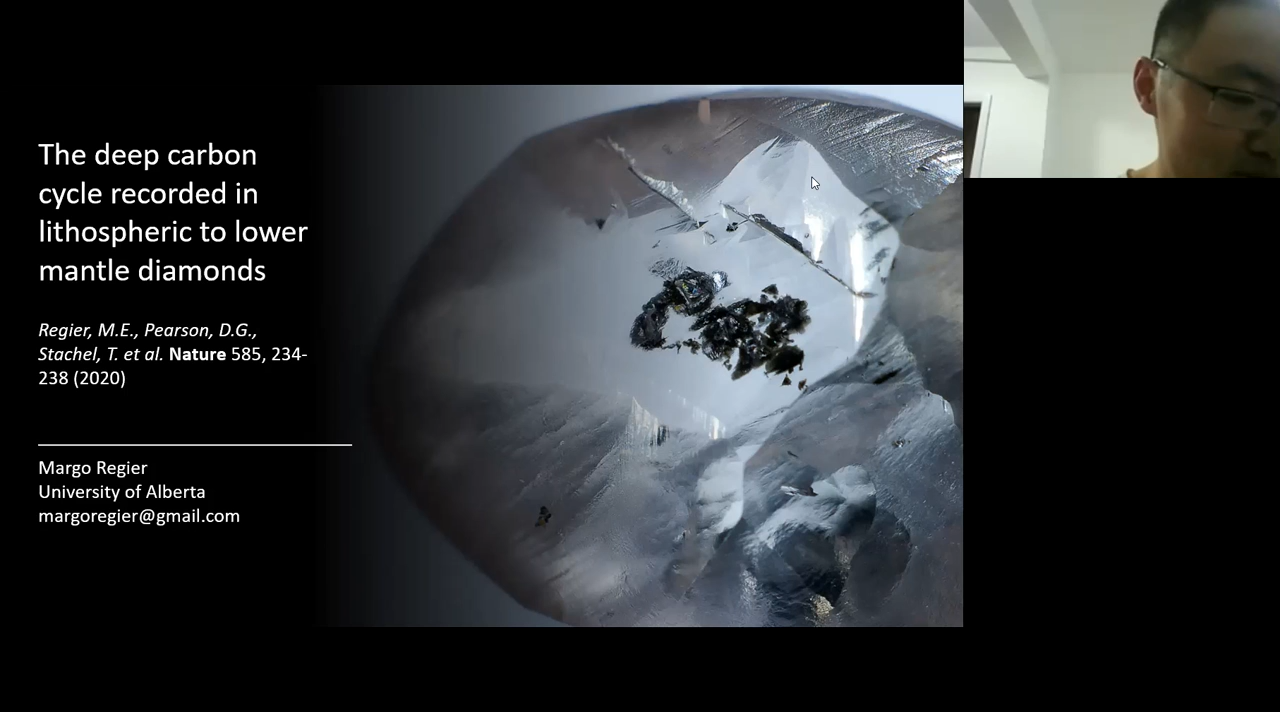 The deep carbon
cycle recorded in
lithospheric to lower
mantle diamonds
Regier, M.E., Pearson, D.G.,
Stachel, T. et al. Nature 585, 234-
238 (2020)
Margo Regier
University of Alberta
margoregier@gmail.com